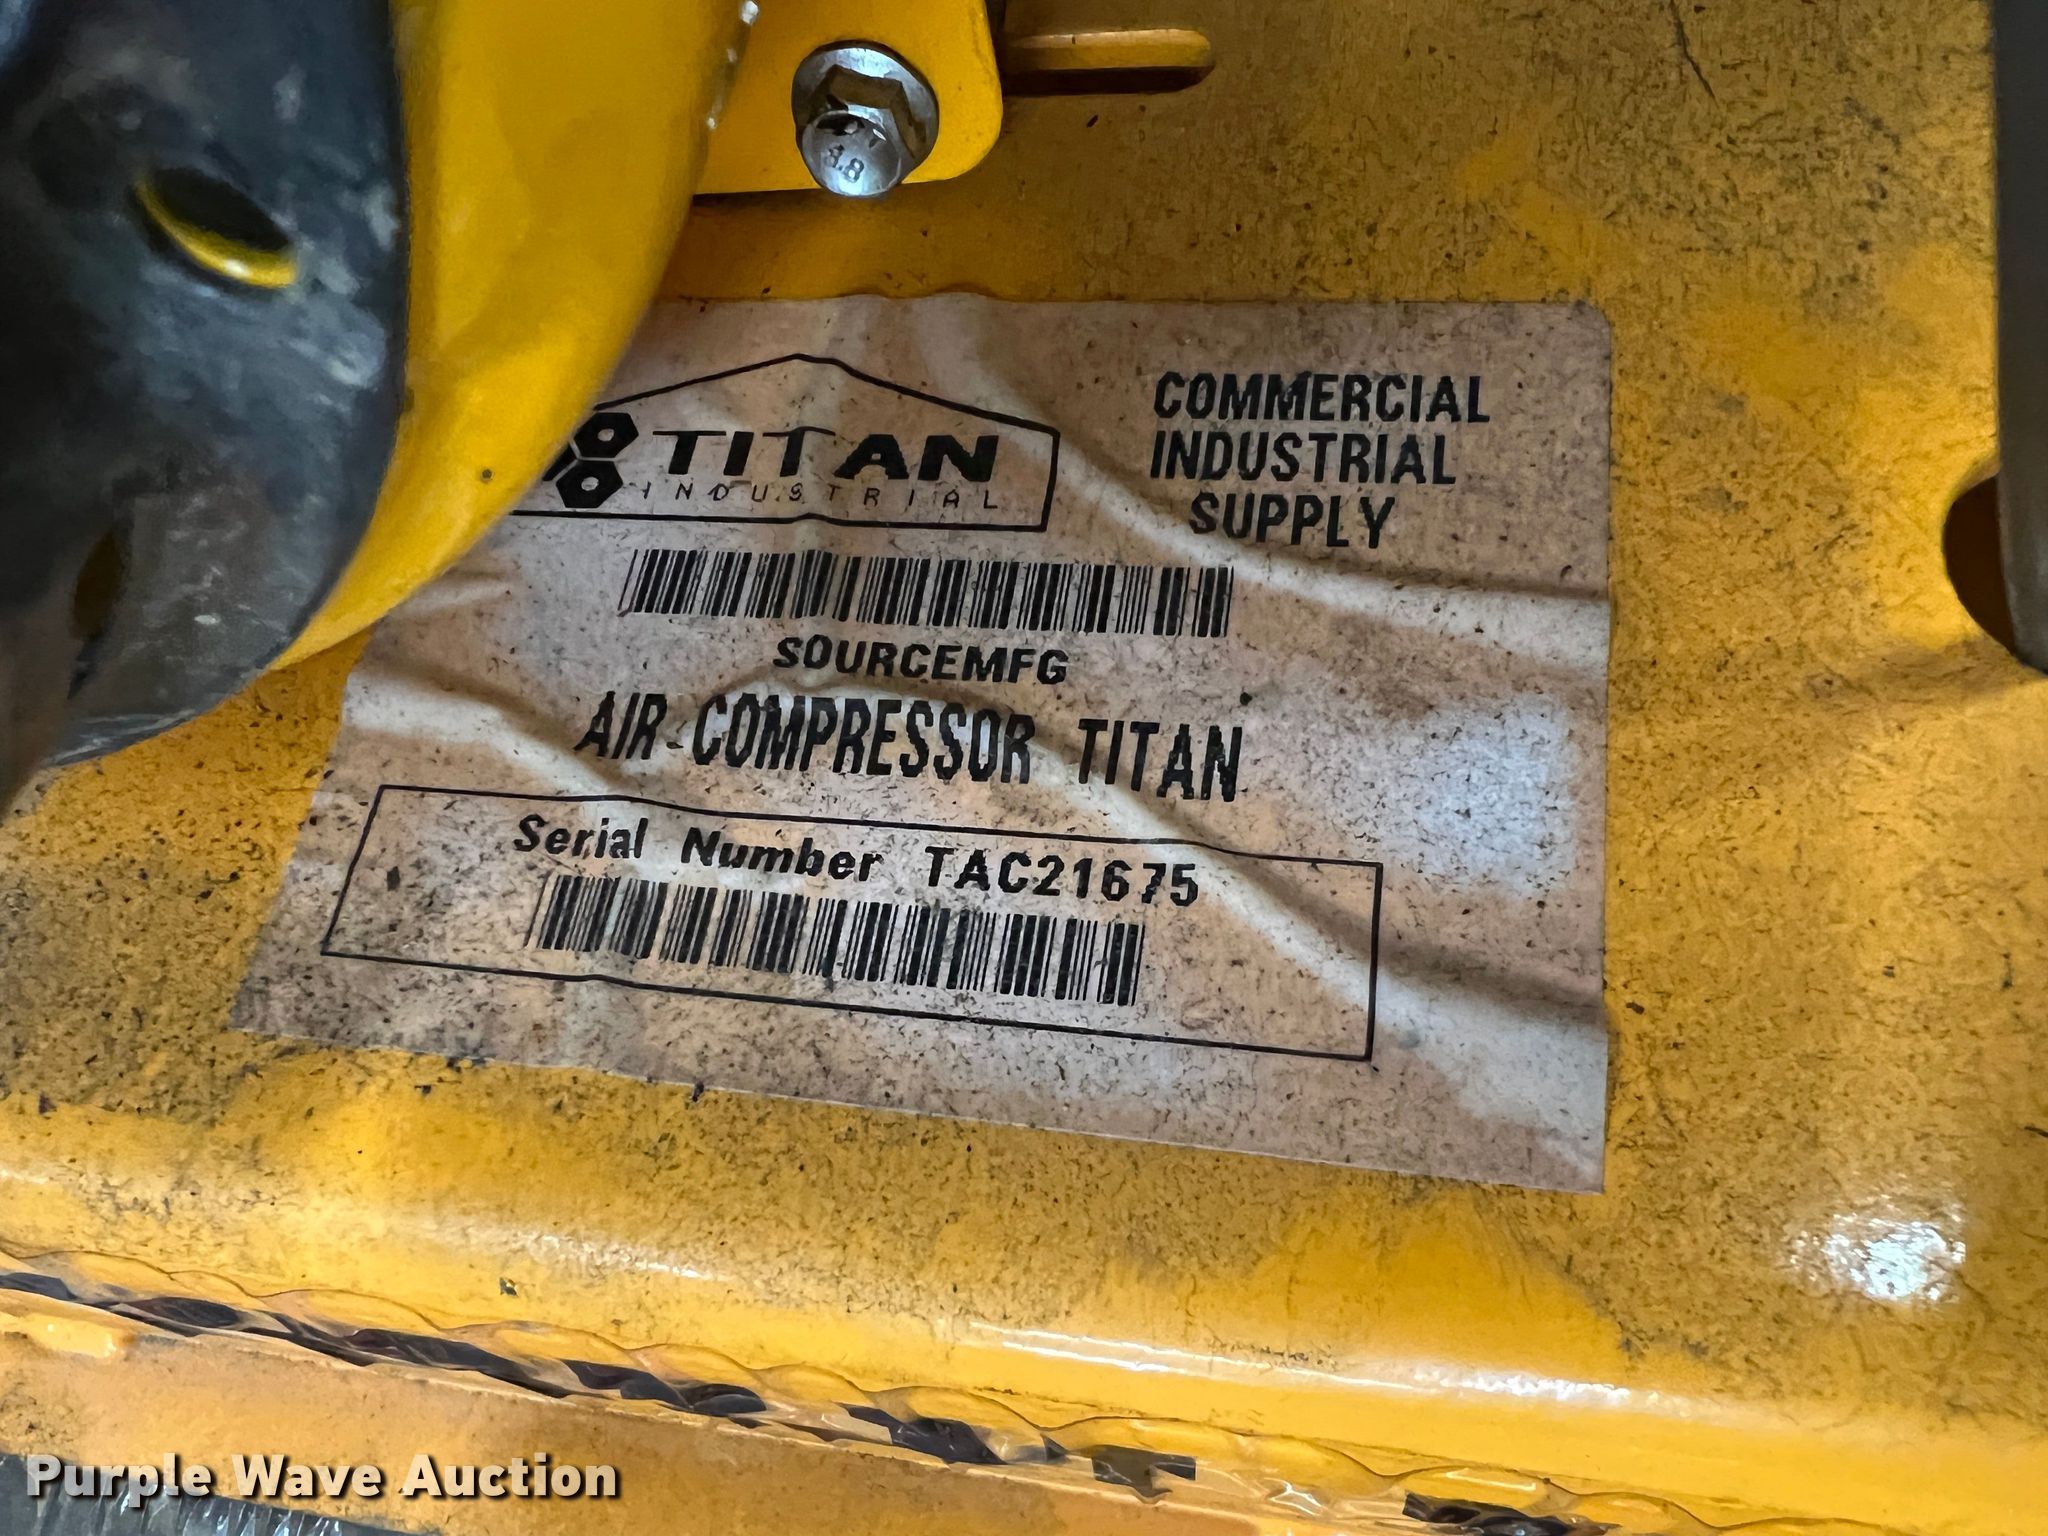 8.8
TITAN
INDUSTRIAL
COMMERCIAL
INDUSTRIAL
SUPPLY
SOURCEMFG
AIR COMPRESSOR TITAN
Serial Number TAC21675
Purple Wave Auction